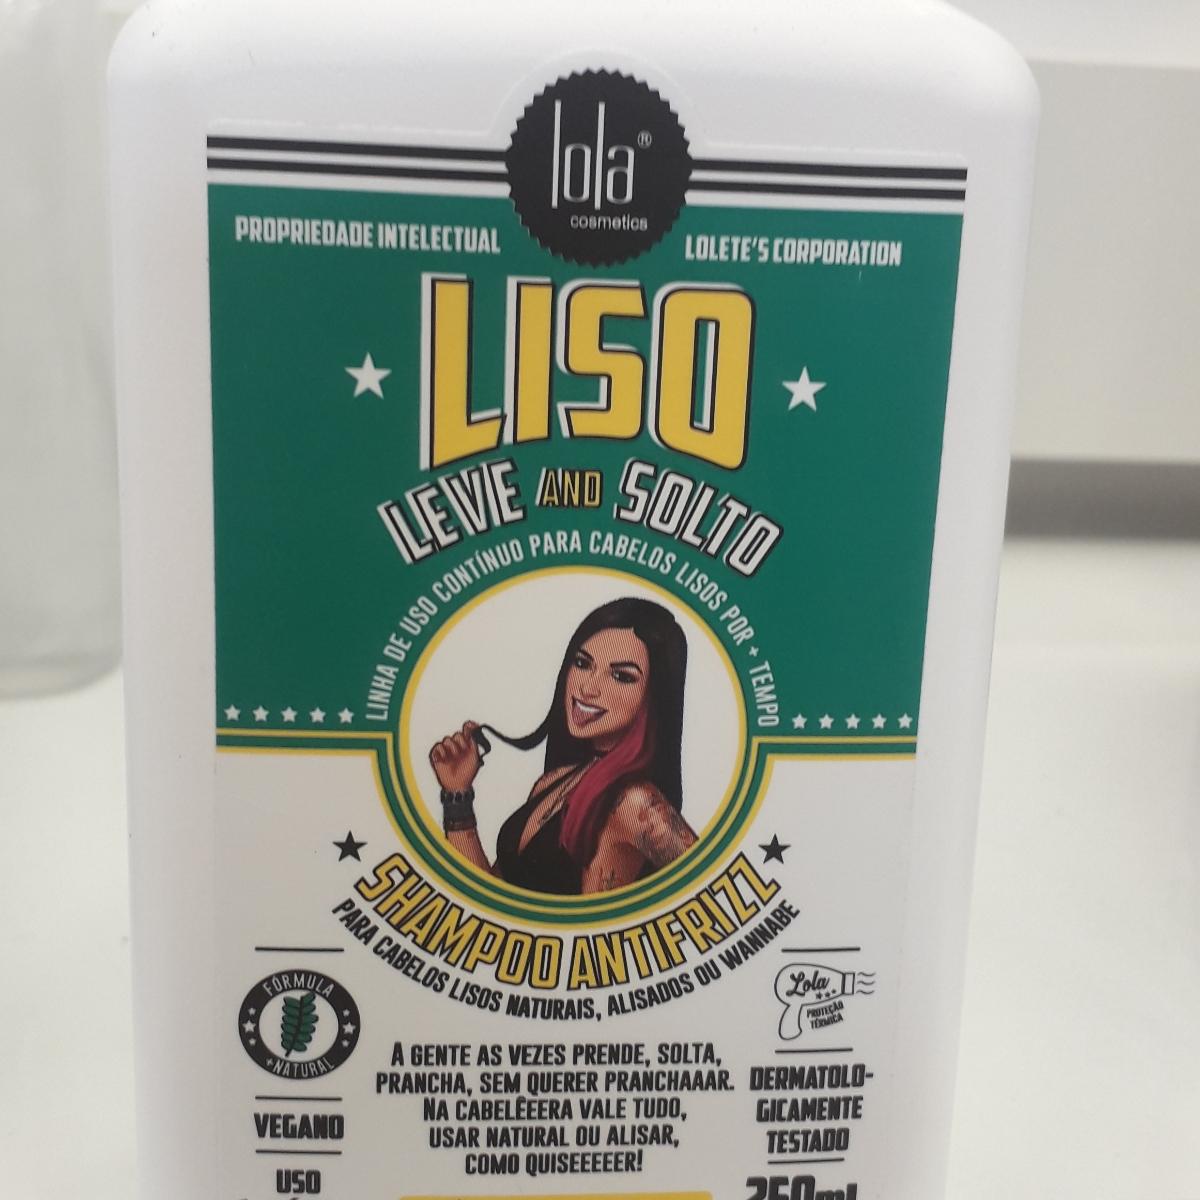 lola®
cosmetics
PROPRIEDADE INTELECTUAL
LOLETE'S CORPORATION
LISO
LEVE AND SOLTO
LINHA DE USO CONTÍNUO PARA CABELOS LISOS POR + TEMPO
SHAMPOO ANTIFRIZZ
PARA CABELOS LISOS NATURAIS, ALISADOS OU WANNABE
FORMULA
+NATURAL
VEGANO
USO
A GENTE AS VEZES PRENDE, SOLTA,
PRANCHA, SEM QUERER PRANCHAAAR.
NA CABELÊEERA VALE TUDO,
USAR NATURAL OU ALISAR,
COMO QUISEEEEER!
Lola
PROTEÇÃO
TÉRMICA
DERMATOLO-
GICAMENTE
TESTADO
250ml